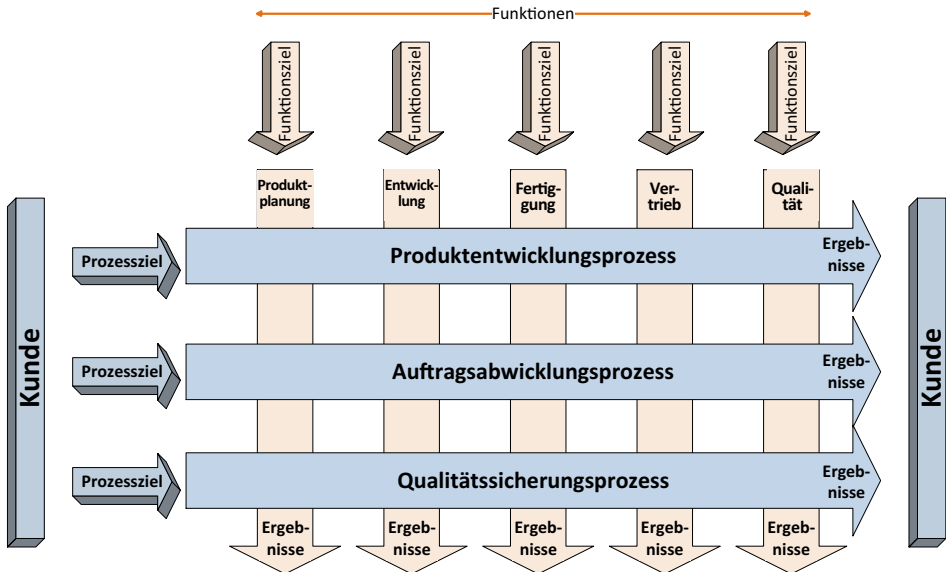 Funktionen
Funktionsziel
Funktionsziel
Funktionsziel
Funktionsziel
Funktionsziel
Produkt-
planung
Entwick-
lung
Fertig-
gung
Ver-
trieb
Quali-
tät
Kunde
Prozessziel
Produktentwicklungsprozess
Ergeb-
nisse
Prozessziel
Auftragsabwicklungsprozess
Ergeb-
nisse
Prozessziel
Qualitätssicherungsprozess
Ergeb-
nisse
Kunde
Ergeb-
nisse
Ergeb-
nisse
Ergeb-
nisse
Ergeb-
nisse
Ergeb-
nisse